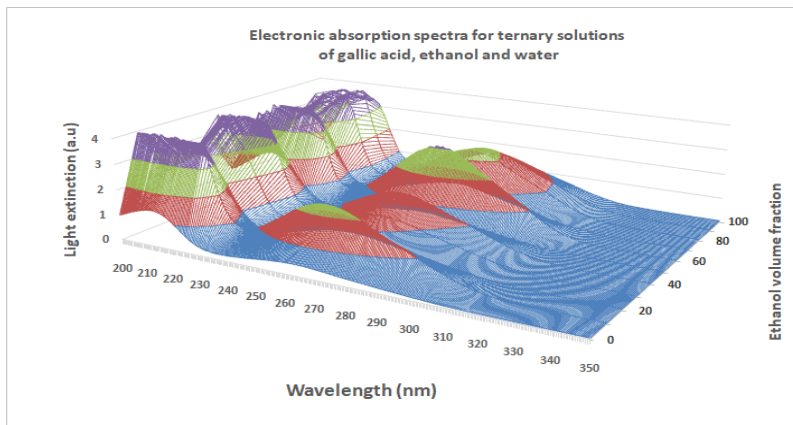 Electronic absorption spectra for ternary solutions
of gallic acid, ethanol and water
Light extinction (a.u)
4
3
2
1
0
200 210 220 230 240 250 260 270 280 290 300 310 320 330 340 350
Wavelength (nm)
0
20
40
60
80
100
Ethanol volume fraction